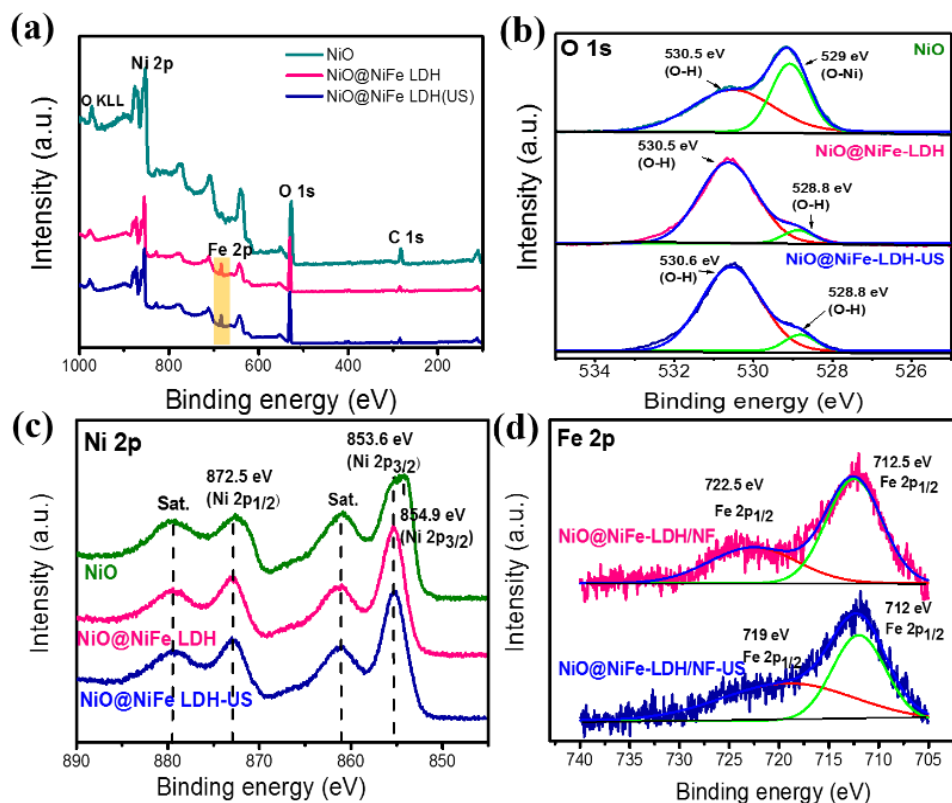 (a)
NiO
NiO@NiFe LDH
NiO@NiFe LDH(US)
Ni 2p
O KLL
O 1s
Fe 2p
C 1s
Intensity (a.u.)
1000 800 600 400 200
Binding energy (eV)
(b)
O 1s
NiO
530.5 eV
(O-H)
529 eV
(O-Ni)
NiO@NiFe-LDH
530.5 eV
(O-H)
528.8 eV
(O-H)
NiO@NiFe-LDH-US
530.6 eV
(O-H)
528.8 eV
(O-H)
Intensity (a.u.)
534 532 530 528 526
Binding energy (eV)
(c)
Ni 2p
853.6 eV
(Ni 2p3/2)
872.5 eV
(Ni 2p1/2)
Sat.
Sat.
854.9 eV
(Ni 2p3/2)
NiO
NiO@NiFe LDH
NiO@NiFe LDH-US
Intensity (a.u.)
890 880 870 860 850
Binding energy (eV)
(d)
Fe 2p
712.5 eV
Fe 2p1/2
722.5 eV
Fe 2p1/2
NiO@NiFe-LDH/NF
712 eV
Fe 2p1/2
719 eV
Fe 2p1/2
NiO@NiFe-LDH/NF-US
Intensity (a.u.)
740 735 730 725 720 715 710 705
Binding energy (eV)